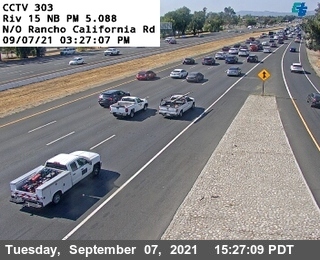 CCTV 303
Riv 15 NB PM 5.088
N/O Rancho California Rd
09/07/21 03:27:07 PM
Tuesday, September 07, 2021 15:27:09 PDT